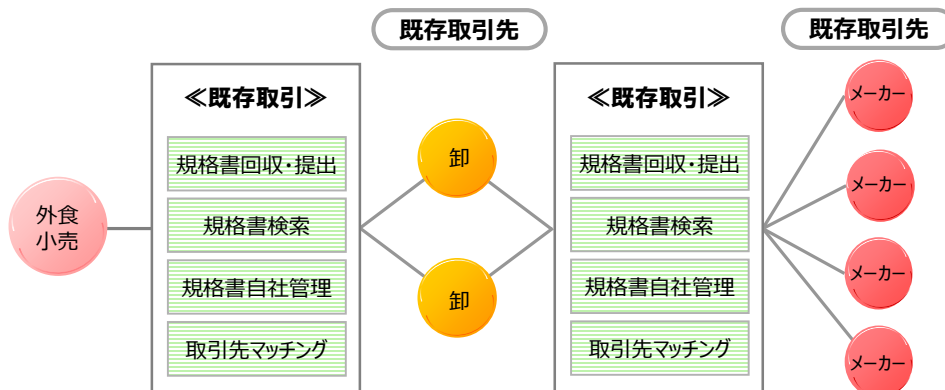 既存取引先
既存取引先
≪既存取引≫
規格書回収・提出
規格書検索
規格書自社管理
取引先マッチング
外食
小売
卸
卸
≪既存取引≫
規格書回収・提出
規格書検索
規格書自社管理
取引先マッチング
メーカー
メーカー
メーカー
メーカー